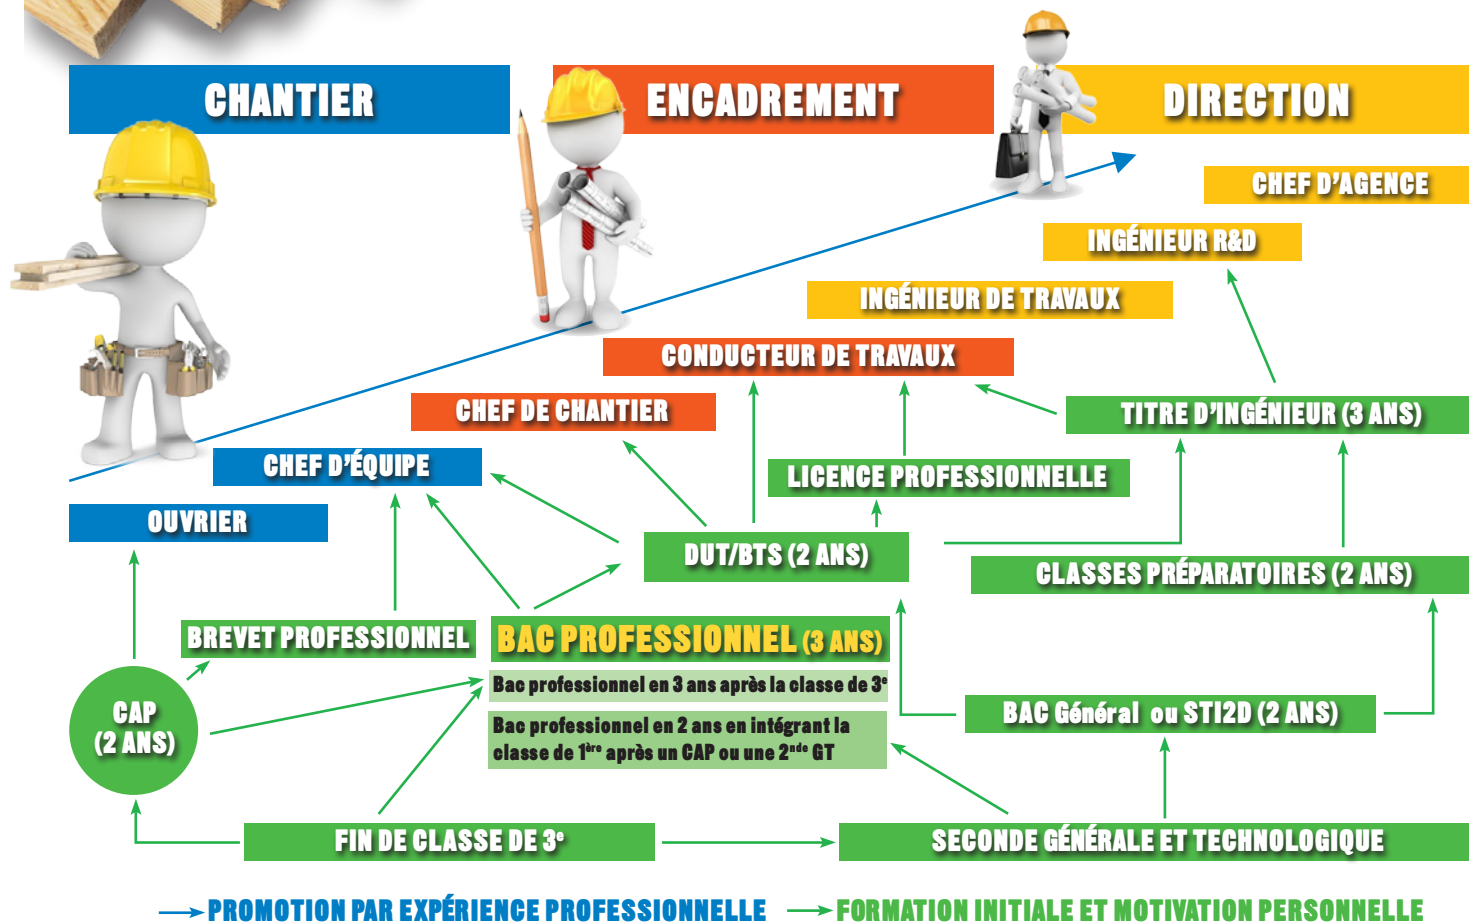 CHANTIER
ENCADREMENT
DIRECTION
CHEF D'AGENCE
INGÉNIEUR R&D
INGÉNIEUR DE TRAVAUX
CONDUCTEUR DE TRAVAUX
CHEF DE CHANTIER
TITRE D'INGÉNIEUR (3 ANS)
CHEF D'ÉQUIPE
LICENCE PROFESSIONNELLE
OUVRIER
DUT/BTS (2 ANS)
CLASSES PRÉPARATOIRES (2 ANS)
BREVET PROFESSIONNEL
BAC PROFESSIONNEL (3 ANS)
Bac professionnel en 3 ans après la classe de 3e
Bac professionnel en 2 ans en intégrant la
classe de 1ère après un CAP ou une 2nde GT
CAP
(2 ANS)
BAC Général ou STI2D (2 ANS)
FIN DE CLASSE DE 3e
SECONDE GÉNÉRALE ET TECHNOLOGIQUE
PROMOTION PAR EXPÉRIENCE PROFESSIONNELLE
FORMATION INITIALE ET MOTIVATION PERSONNELLE